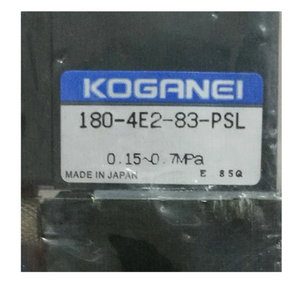 KOGANEI
180-4E2-83-PSL
0.15~0.7MPa
MADE IN JAPAN E 85Q